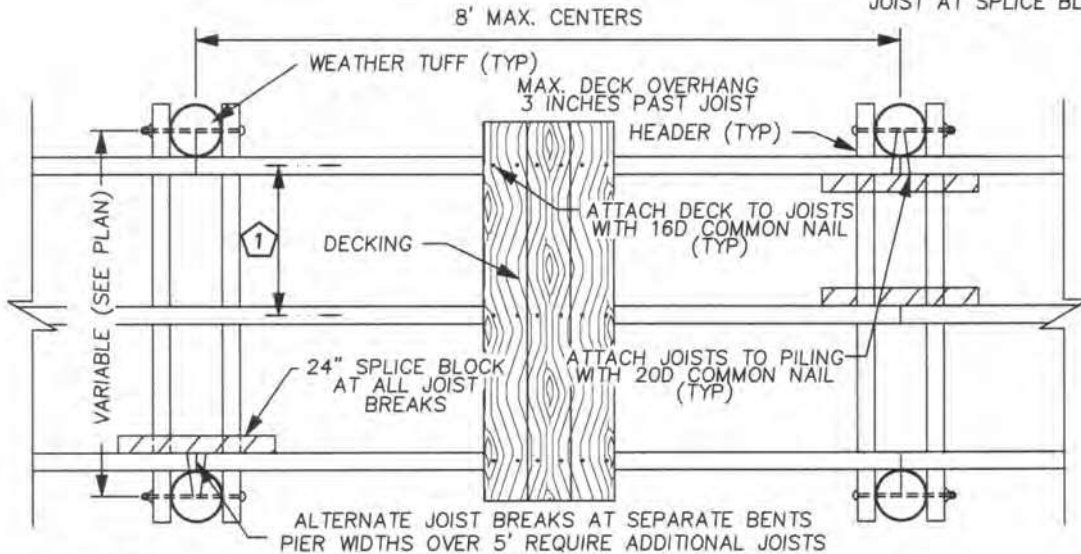 JOIST AT SPLICE
8' MAX. CENTERS
WEATHER TUFF (TYP)
MAX. DECK OVERHANG
3 INCHES PAST JOIST
HEADER (TYP)
ATTACH DECK TO JOISTS
WITH 16D COMMON NAIL
(TYP)
1
DECKING
VARIABLE (SEE PLAN)
24" SPLICE BLOCK
AT ALL JOIST
BREAKS
ATTACH JOISTS TO PILING
WITH 20D COMMON NAIL
(TYP)
ALTERNATE JOIST BREAKS AT SEPARATE BENTS
PIER WIDTHS OVER 5' REQUIRE ADDITIONAL JOISTS